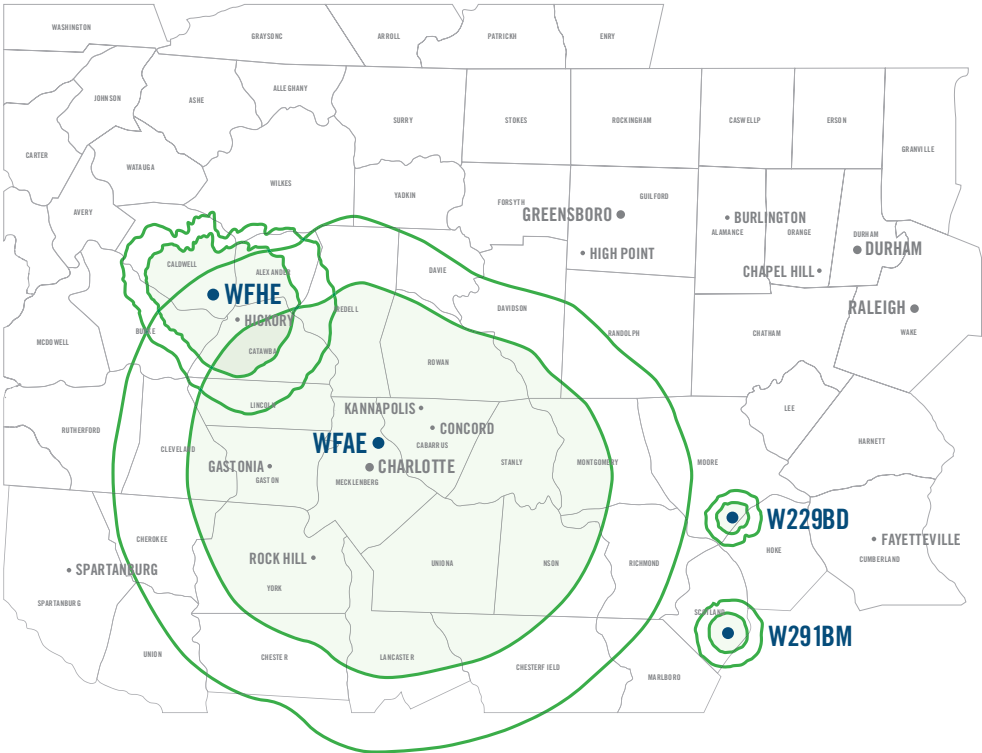 WASHINGTON
GRAYSONC
ARROLL
PATRICKH
ENRY
JOHNSON
ASHE
ALLEGHANY
SURRY
STOKES
ROCKINGHAM
CASWELLP
ERSON
GRANVILLE
CARTER
WATAUGA
WILKES
YADKIN
FORSYTH
GUILFORD
AVERY
GREENSBORO
BURLINGTON
ALAMANCE
ORANGE
DURHAM
DURHAM
HIGH POINT
CHAPEL HILL
CALDWELL
ALEXANDER
DAVIE
WFHE
IREDELL
DAVIDSON
RALEIGH
HICKORY
BURKE
RANDOLPH
CHATHAM
WAKE
MCDOWELL
CATAWBA
ROWAN
LINCOLN
KANNAPOLIS
LEE
CONCORD
RUTHERFORD
CLEVELAND
WFAE
CABARRUS
HARNETT
GASTONIA
CHARLOTTE
STANLY
MONTGOMERY
MOORE
GASTON
MECKLENBERG
W229BD
CHEROKEE
FAYETTEVILLE
HOKE
CUMBERLAND
ROCK HILL
UNIONA
NSON
RICHMOND
SPARTANBURG
YORK
SPARTANBURG
SCOTLAND
W291BM
UNION
CHESTER
LANCASTER
CHESTERFIELD
MARLBORO